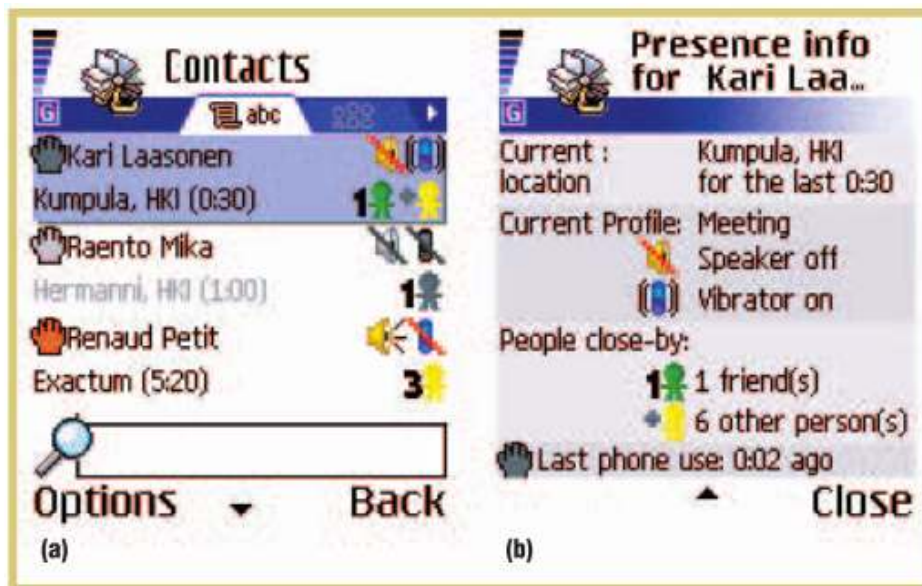 Contacts
G
abc
Kari Laasonen
Kumpula, HKI (0:30)
1
Raento Mika
Hermanni, HKI (1:00)
1
Renaud Petit
Exactum (5:20)
3
Options
Back
(a)
Presence info
for Kari Laa...
G
Current : Kumpula, HKI
location for the last 0:30
Current Profile: Meeting
Speaker off
Vibrator on
People close-by:
1 1 friend(s)
6 other person(s)
Last phone use: 0:02 ago
Close
(b)